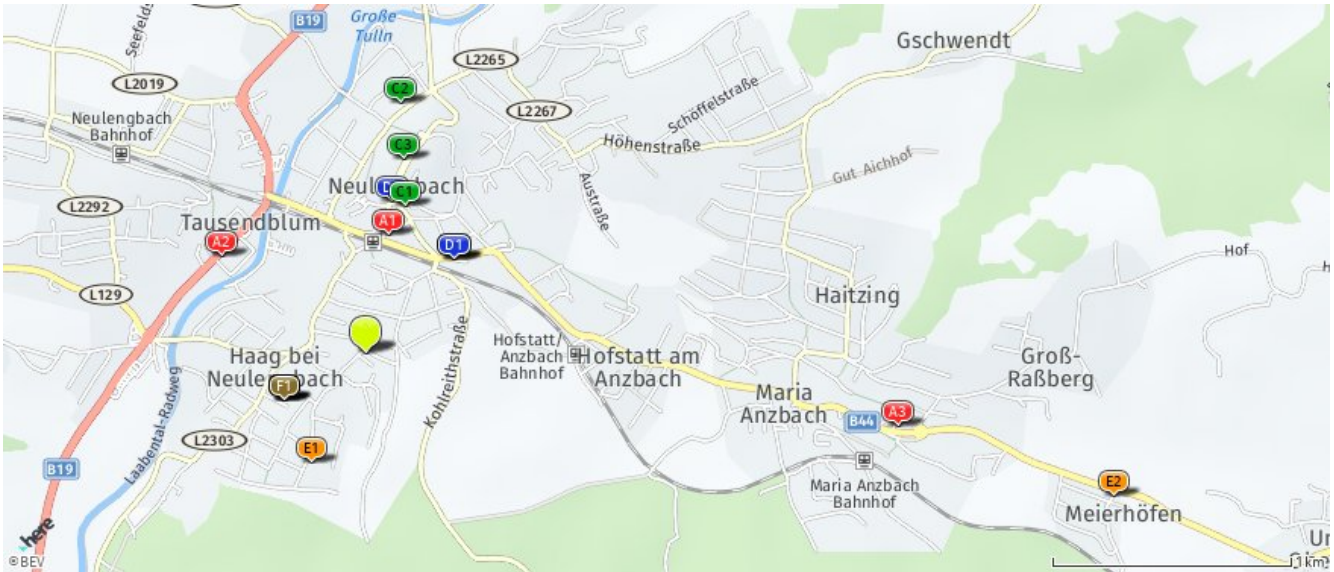 B19
Große
Tulln
Seefelds
L2265
Gschwendt
L2019
C2
L2267
Schöffelstraße
Neulengbach
Bahnhof
C3
Höhenstraße
Gut Aichhof
Neulengbach
C1
L2292
Austraße
Tausendblum
A1
A2
D1
Hof
L129
Haitzing
Haag bei
Neulengbach
F1
Kohlreithstraße
Hofstatt/
Anzbach
Bahnhof
Hofstatt am
Anzbach
Groß-
Raßberg
Maria
Anzbach
A3
B44
Laabental-Radweg
L2303
E1
B19
Maria Anzbach
Bahnhof
E2
Meierhöfen
here
©BEV
1km